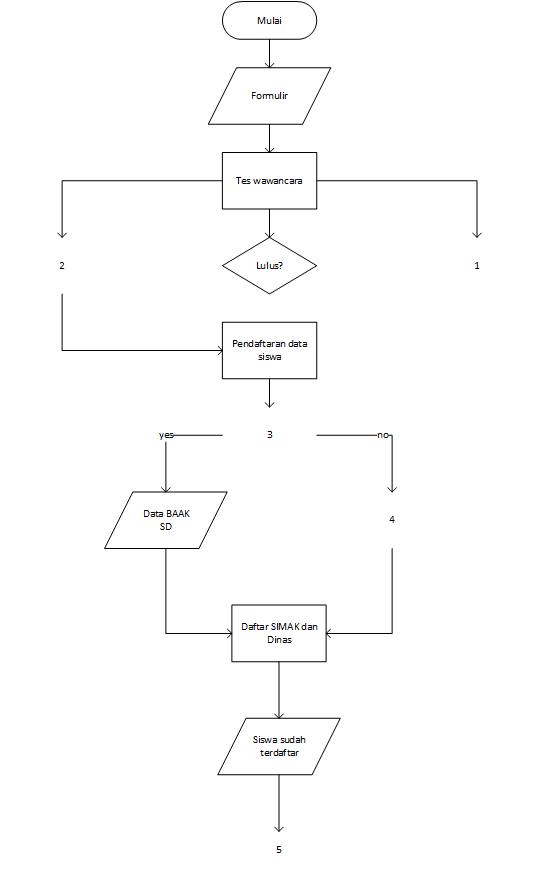 Mulai
Formulir
Tes wawancara
2
Lulus?
1
Pendaftaran data
siswa
yes
3
no
Data BAAK
SD
4
Daftar SIMAK dan
Dinas
Siswa sudah
terdaftar
5